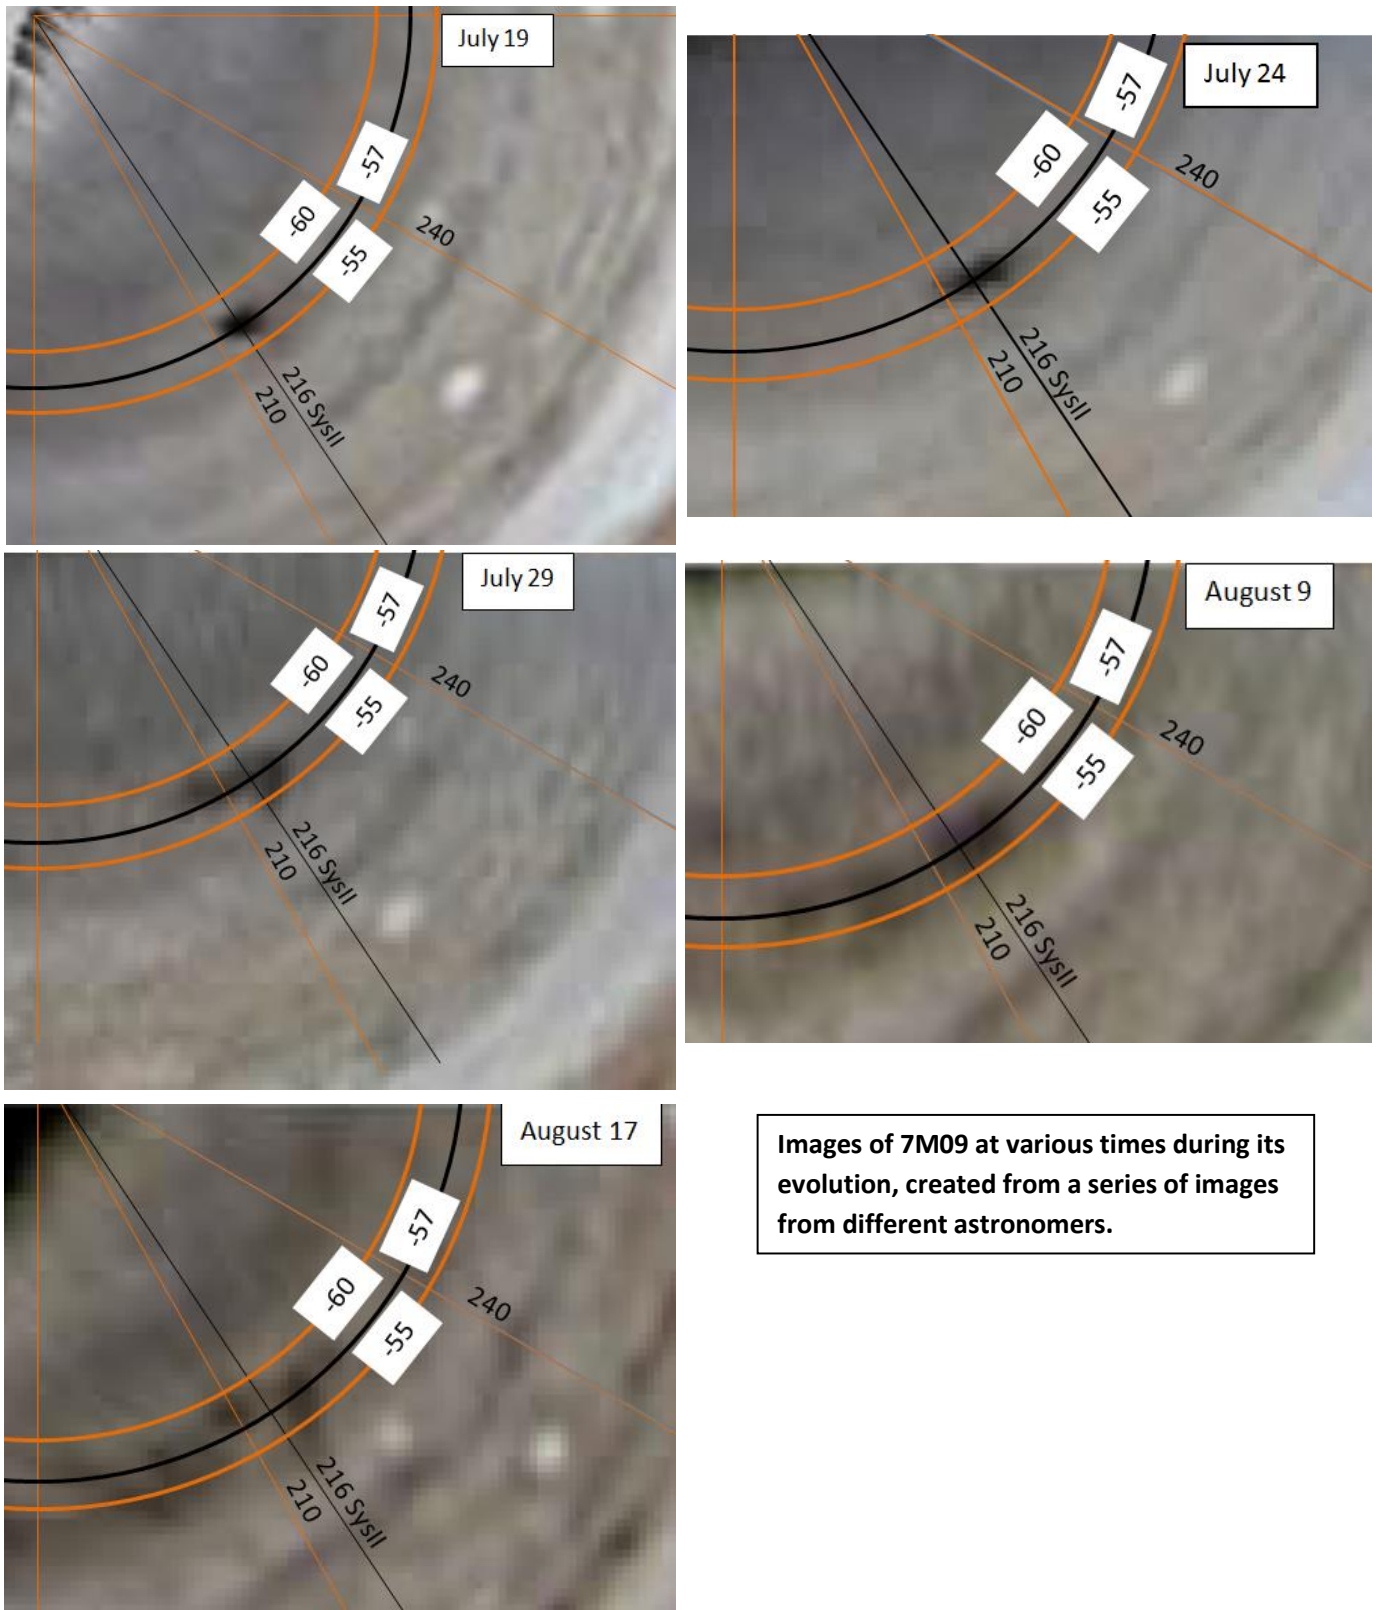 July 19
-57
-60
-55
240
216 SysII
210
July 24
-57
-60
-55
240
216 SysII
210
July 29
-57
-60
-55
240
216 SysII
210
August 9
-57
-60
-55
240
216 SysII
210
August 17
-57
-60
-55
240
216 SysII
210
Images of 7M09 at various times during its
evolution, created from a series of images
from different astronomers.